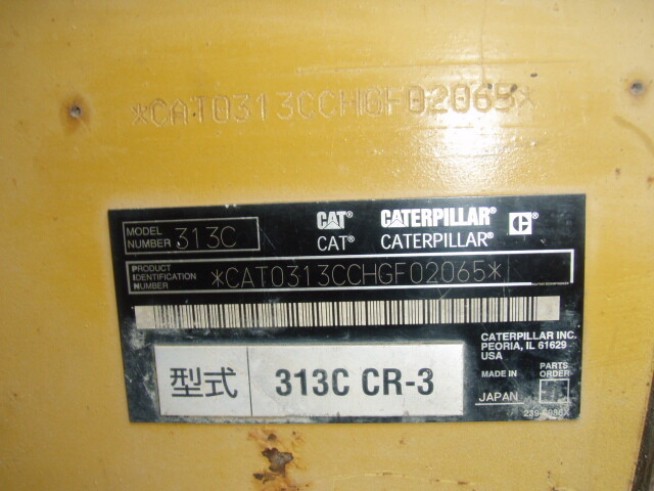 *CAT0313CCHGF02065*
CAT® CATERPILLAR®
MODEL NUMBER 313C
CAT® CATERPILLAR®
PRODUCT IDENTIFICATION NUMBER *CAT0313CCHGF02065*
CATERPILLAR INC.
PEORIA, IL 61629
USA
型式 313C CR-3
MADE IN
JAPAN
PARTS ORDER